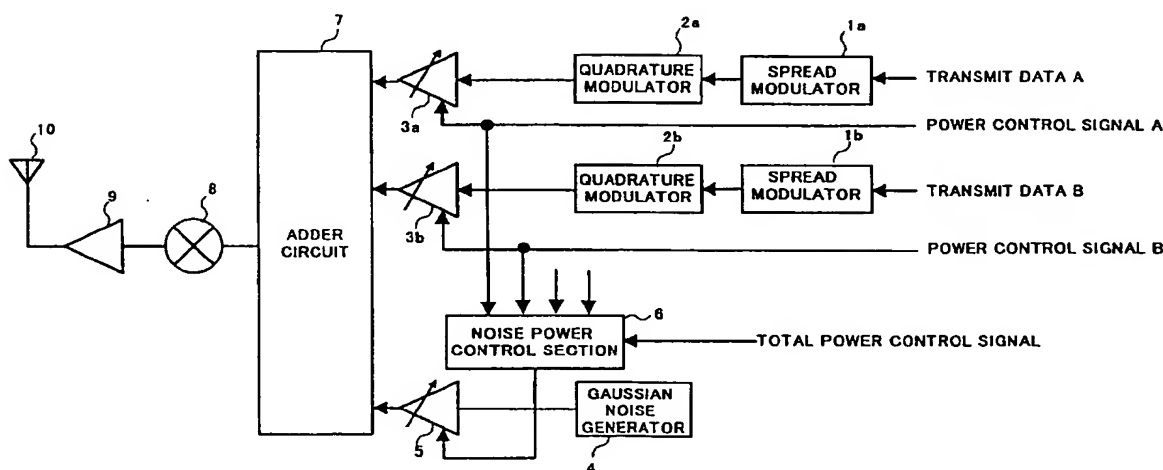 7
2a
1a
QUADRATURE
MODULATOR
SPREAD
MODULATOR
TRANSMIT DATA A
3a
POWER CONTROL SIGNAL A
10
9
8
ADDER
CIRCUIT
2b
1b
QUADRATURE
MODULATOR
SPREAD
MODULATOR
TRANSMIT DATA B
3b
POWER CONTROL SIGNAL B
6
NOISE POWER
CONTROL SECTION
TOTAL POWER CONTROL SIGNAL
GAUSSIAN
NOISE
GENERATOR
5
4